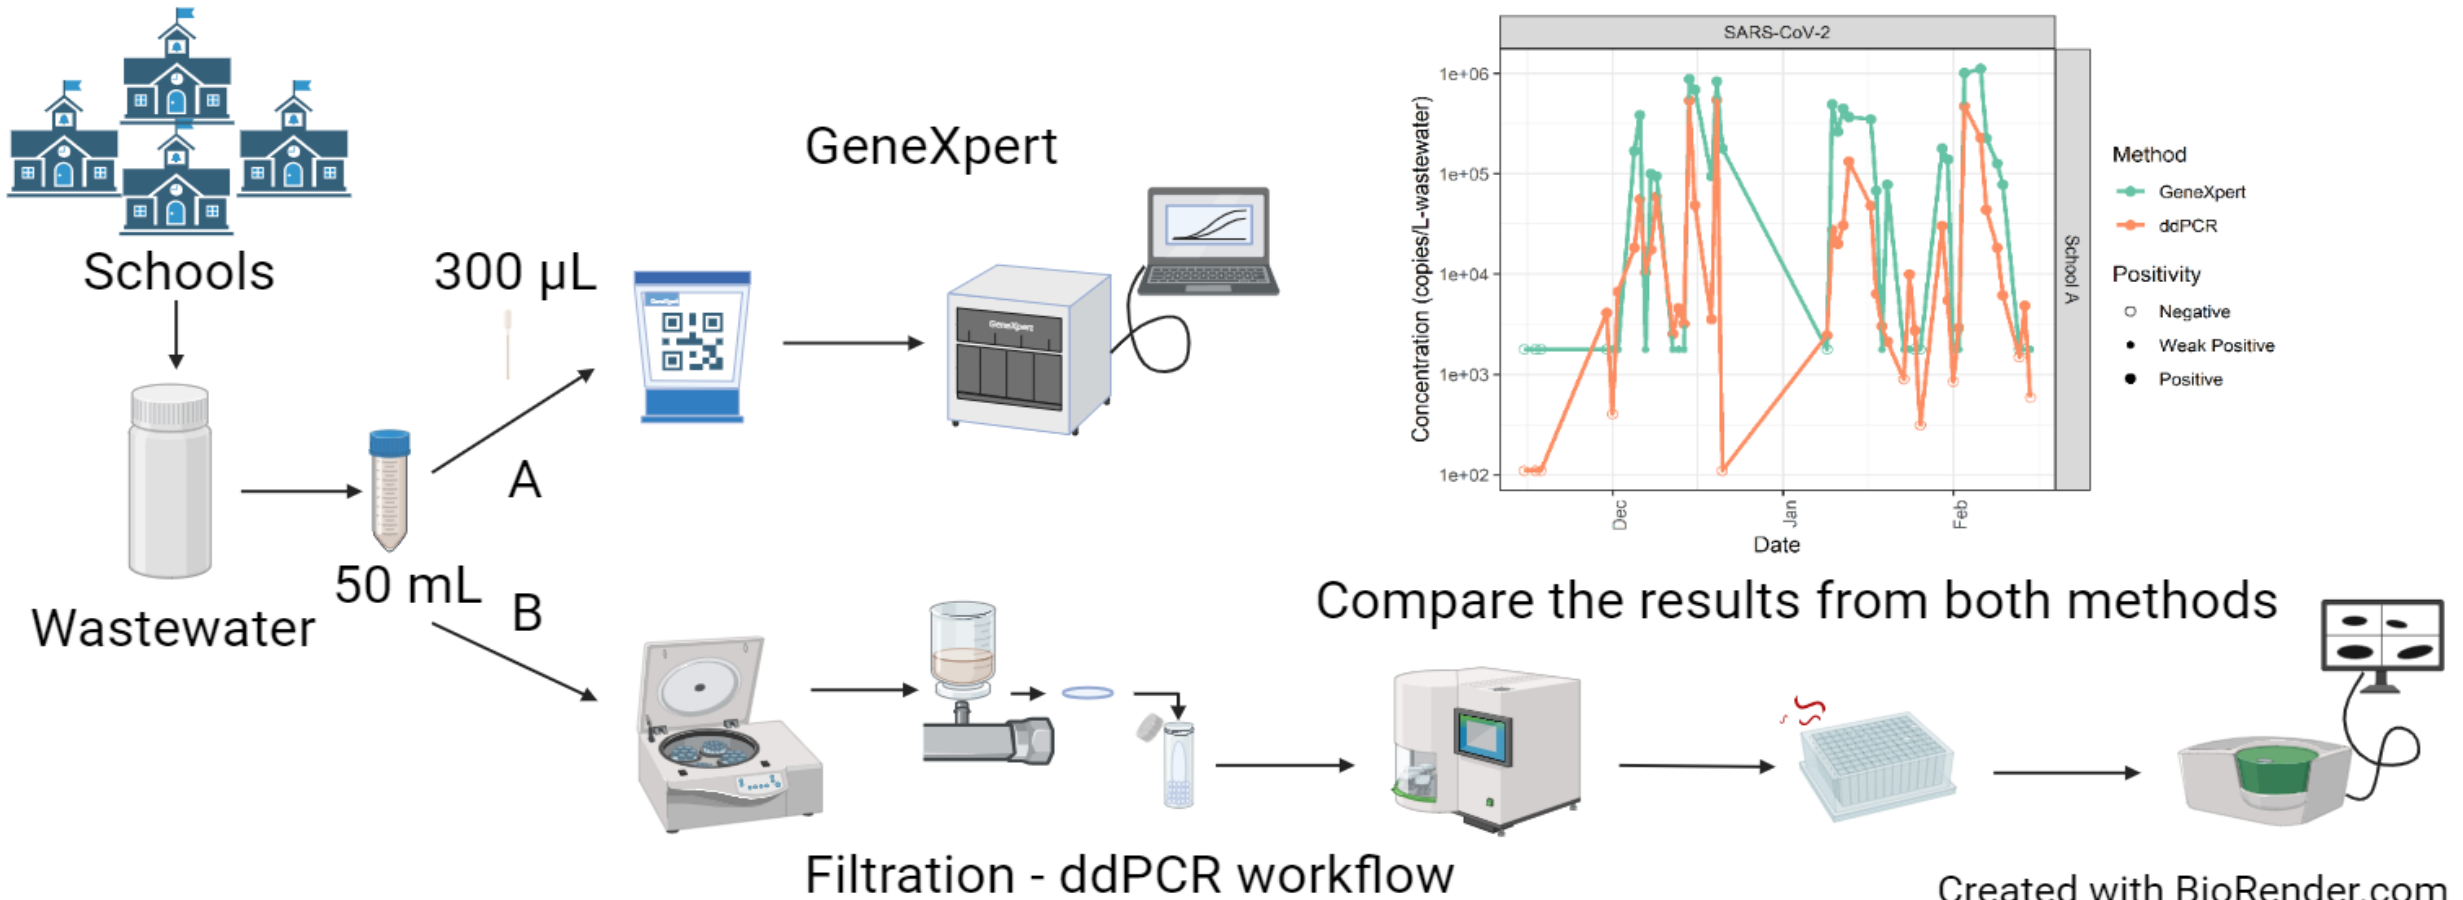 Schools
Wastewater
50 mL
300 µL
A
B
GeneXpert
GeneXpert
GeneXpert
Filtration - ddPCR workflow
SARS-CoV-2
School A
Concentration (copies/L-wastewater)
1e+06
1e+05
1e+04
1e+03
1e+02
Dec
Jan
Feb
Date
Method
GeneXpert
ddPCR
Positivity
Negative
Weak Positive
Positive
Compare the results from both methods
Created with BioRender.com